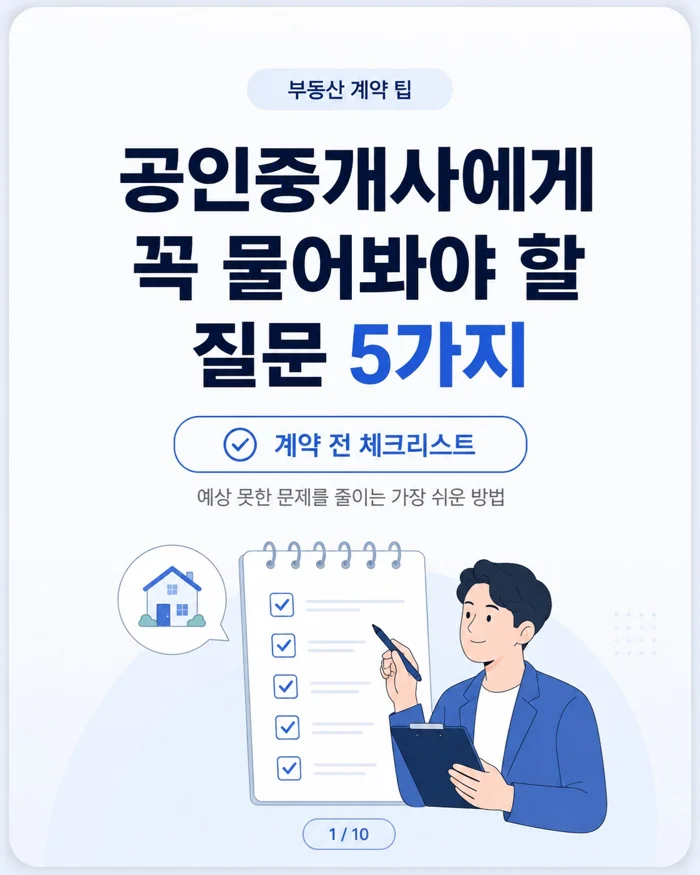 부동산 계약 팁
공인중개사에게
꼭 물어봐야 할
질문 5가지
계약 전 체크리스트
예상 못한 문제를 줄이는 가장 쉬운 방법
1 / 10